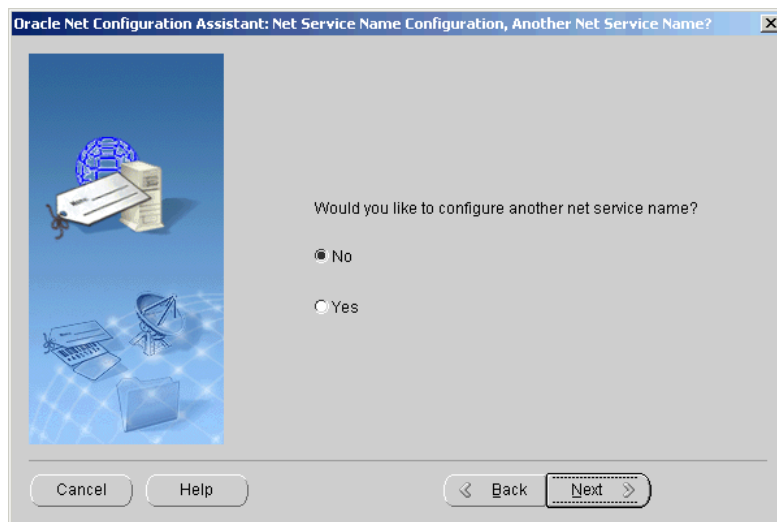 Oracle Net Configuration Assistant: Net Service Name Configuration, Another Net Service Name?
Would you like to configure another net service name?
No
Yes
Cancel
Help
Back
Next